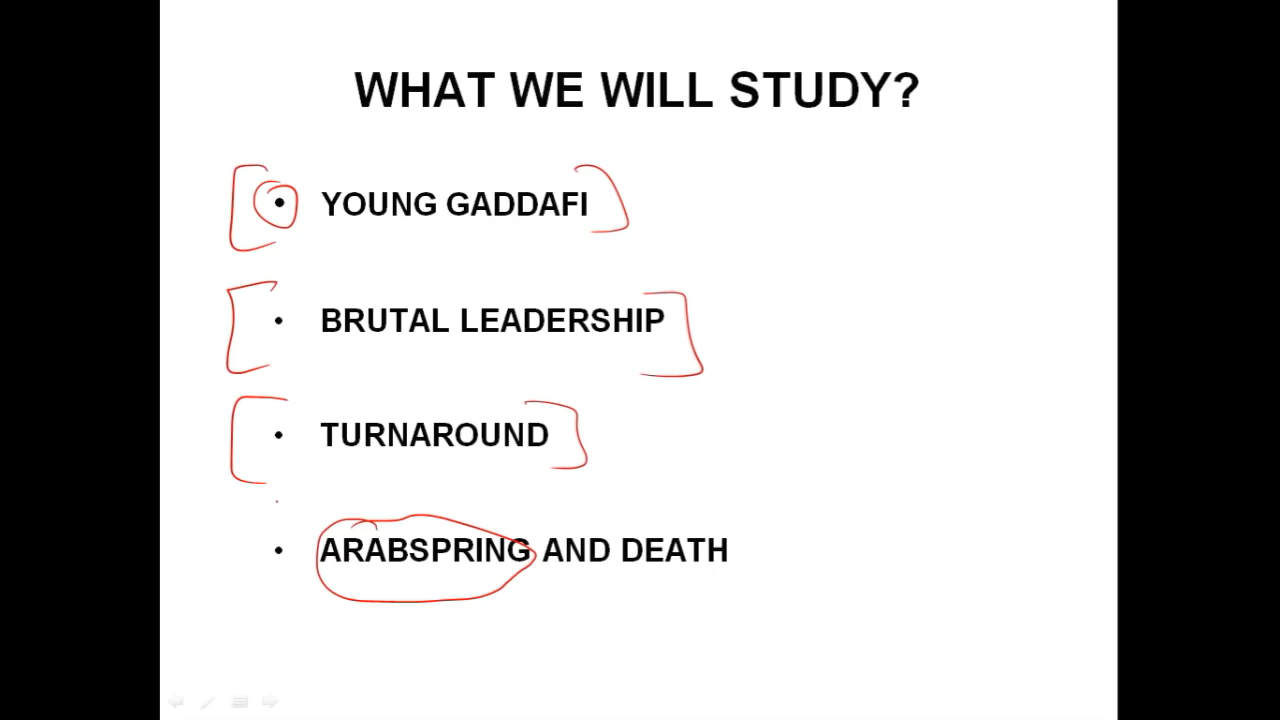 WHAT WE WILL STUDY?
• YOUNG GADDAFI
• BRUTAL LEADERSHIP
• TURNAROUND
• ARABSPRING AND DEATH